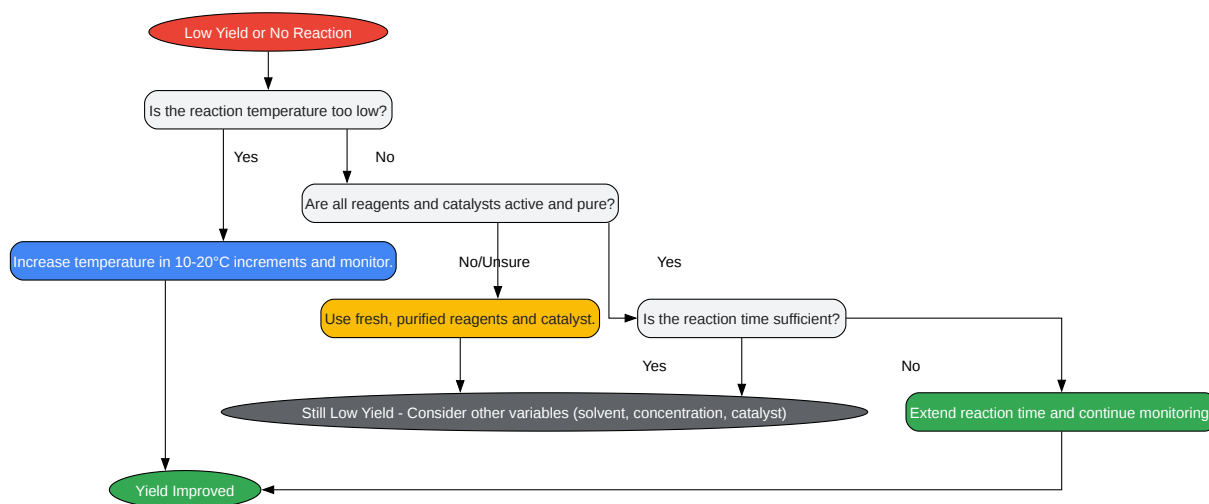 Low Yield or No Reaction
Is the reaction temperature too low?
Yes
No
Are all reagents and catalysts active and pure?
Increase temperature in 10-20°C increments and monitor.
No/Unsure
Yes
Use fresh, purified reagents and catalyst.
Is the reaction time sufficient?
Yes
No
Still Low Yield - Consider other variables (solvent, concentration, catalyst)
Extend reaction time and continue monitoring
Yield Improved